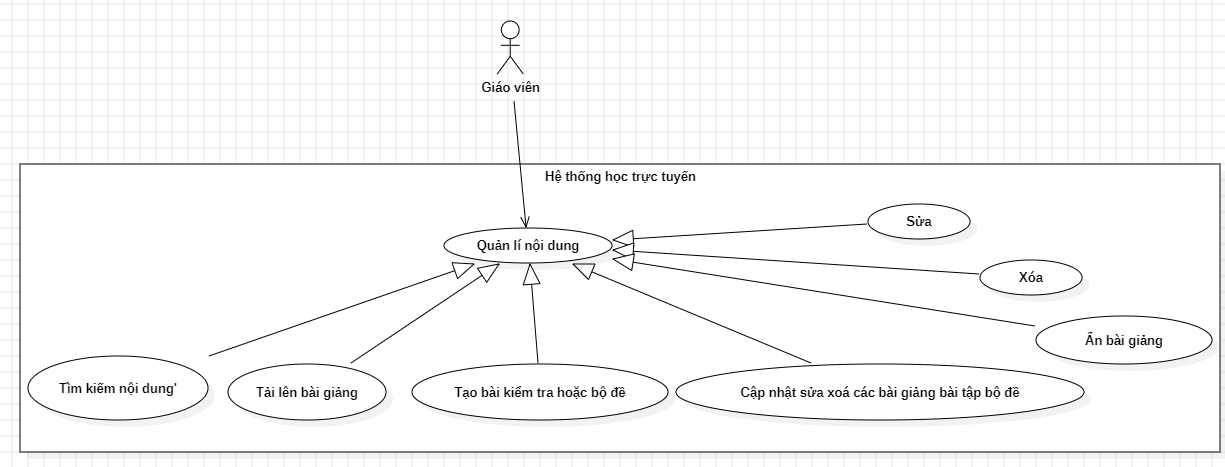 Giáo viên
Hệ thống học trực tuyến
Sửa
Quản lí nội dung
Xóa
Ẩn bài giảng
Tìm kiếm nội dung'
Tải lên bài giảng
Tạo bài kiểm tra hoặc bộ đề
Cập nhật sửa xoá các bài giảng bài tập bộ đề